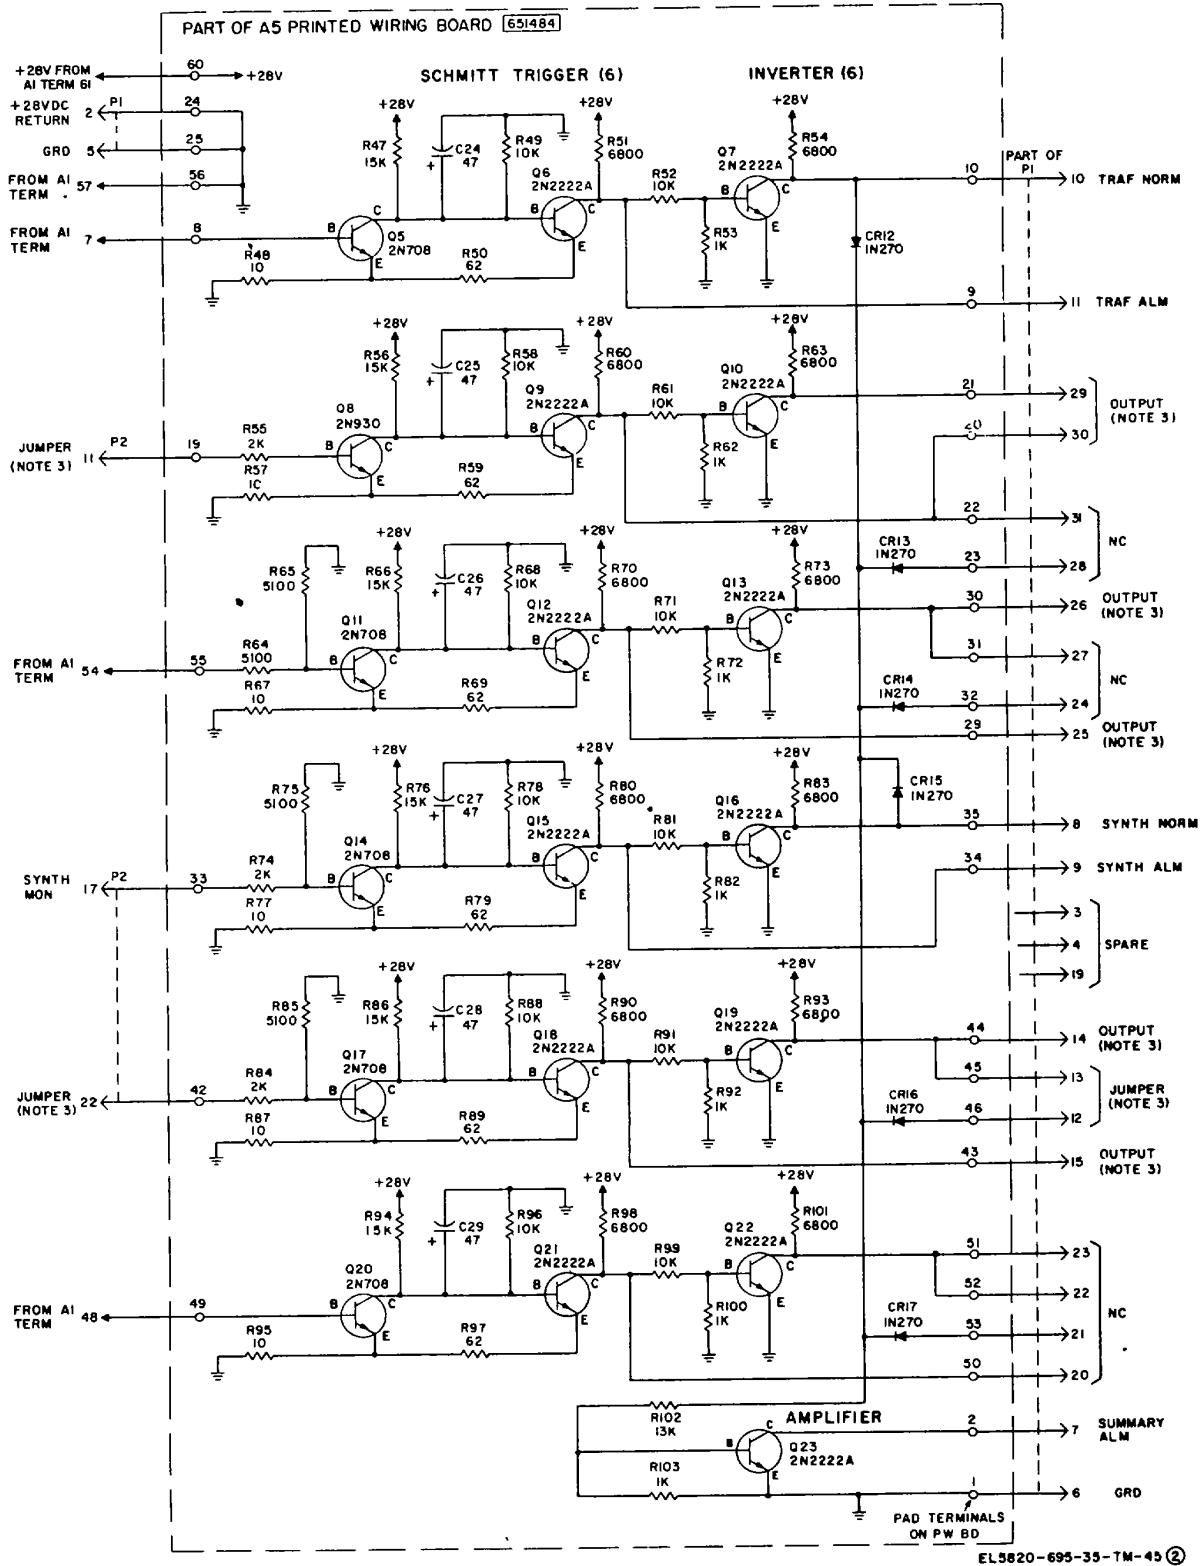 PART OF A5 PRINTED WIRING BOARD 651484
+28V FROM
A1 TERM 61
60
+28V
SCHMITT TRIGGER (6)
INVERTER (6)
+28VDC
RETURN
2
P1
24
GRD
5
25
FROM A1
TERM
57
56
FROM A1
TERM
7
8
+28V
R47
15K
C24
47
+
R49
10K
+28V
R51
6800
Q6
2N2222A
B
C
E
B
C
E
Q5
2N708
R48
10
R50
62
R52
10K
R53
1K
Q7
2N2222A
B
C
E
+28V
R54
6800
CR12
1N270
10
PART OF
P1
10 TRAF NORM
9
11 TRAF ALM
JUMPER
(NOTE 3)
11
P2
19
R55
2K
R57
1C
Q8
2N930
B
C
E
+28V
R56
15K
C25
47
+
R58
10K
R59
62
Q9
2N2222A
B
C
E
+28V
R60
6800
R61
10K
R62
1K
Q10
2N2222A
B
C
E
+28V
R63
6800
21
29
20
30
OUTPUT
(NOTE 3)
22
31
CR13
1N270
23
28
NC
FROM A1
TERM
54
55
R65
5100
R64
5100
R67
10
Q11
2N708
B
C
E
+28V
R66
15K
C26
47
+
R68
10K
R69
62
Q12
2N2222A
B
C
E
+28V
R70
6800
R71
10K
R72
1K
Q13
2N2222A
B
C
E
+28V
R73
6800
30
26
OUTPUT
(NOTE 3)
31
27
CR14
1N270
32
24
NC
29
25
OUTPUT
(NOTE 3)
SYNTH
MON
17
P2
33
R75
5100
R74
2K
R77
10
Q14
2N708
B
C
E
+28V
R76
15K
C27
47
+
R78
10K
R79
62
Q15
2N2222A
B
C
E
+28V
R80
6800
R81
10K
R82
1K
Q16
2N2222A
B
C
E
+28V
R83
6800
CR15
1N270
35
8 SYNTH NORM
34
9 SYNTH ALM
3
4
19
SPARE
JUMPER
(NOTE 3)
22
42
R85
5100
R84
2K
R87
10
Q17
2N708
B
C
E
+28V
R86
15K
C28
47
+
R88
10K
R89
62
Q18
2N2222A
B
C
E
+28V
R90
6800
R91
10K
R92
1K
Q19
2N2222A
B
C
E
+28V
R93
6800
44
14
OUTPUT
(NOTE 3)
45
13
CR16
1N270
46
12
JUMPER
(NOTE 3)
43
15
OUTPUT
(NOTE 3)
FROM A1
TERM
48
49
R95
10
Q20
2N708
B
C
E
+28V
R94
15K
C29
47
+
R96
10K
R97
62
Q21
2N2222A
B
C
E
+28V
R98
6800
R99
10K
R100
1K
Q22
2N2222A
B
C
E
+28V
R101
6800
51
23
52
22
CR17
1N270
53
21
50
20
NC
R102
13K
AMPLIFIER
B
C
E
Q23
2N2222A
R103
1K
2
7
SUMMARY
ALM
1
6
GRD
PAD TERMINALS
ON PW BD
EL5820-695-35-TM-45 ②